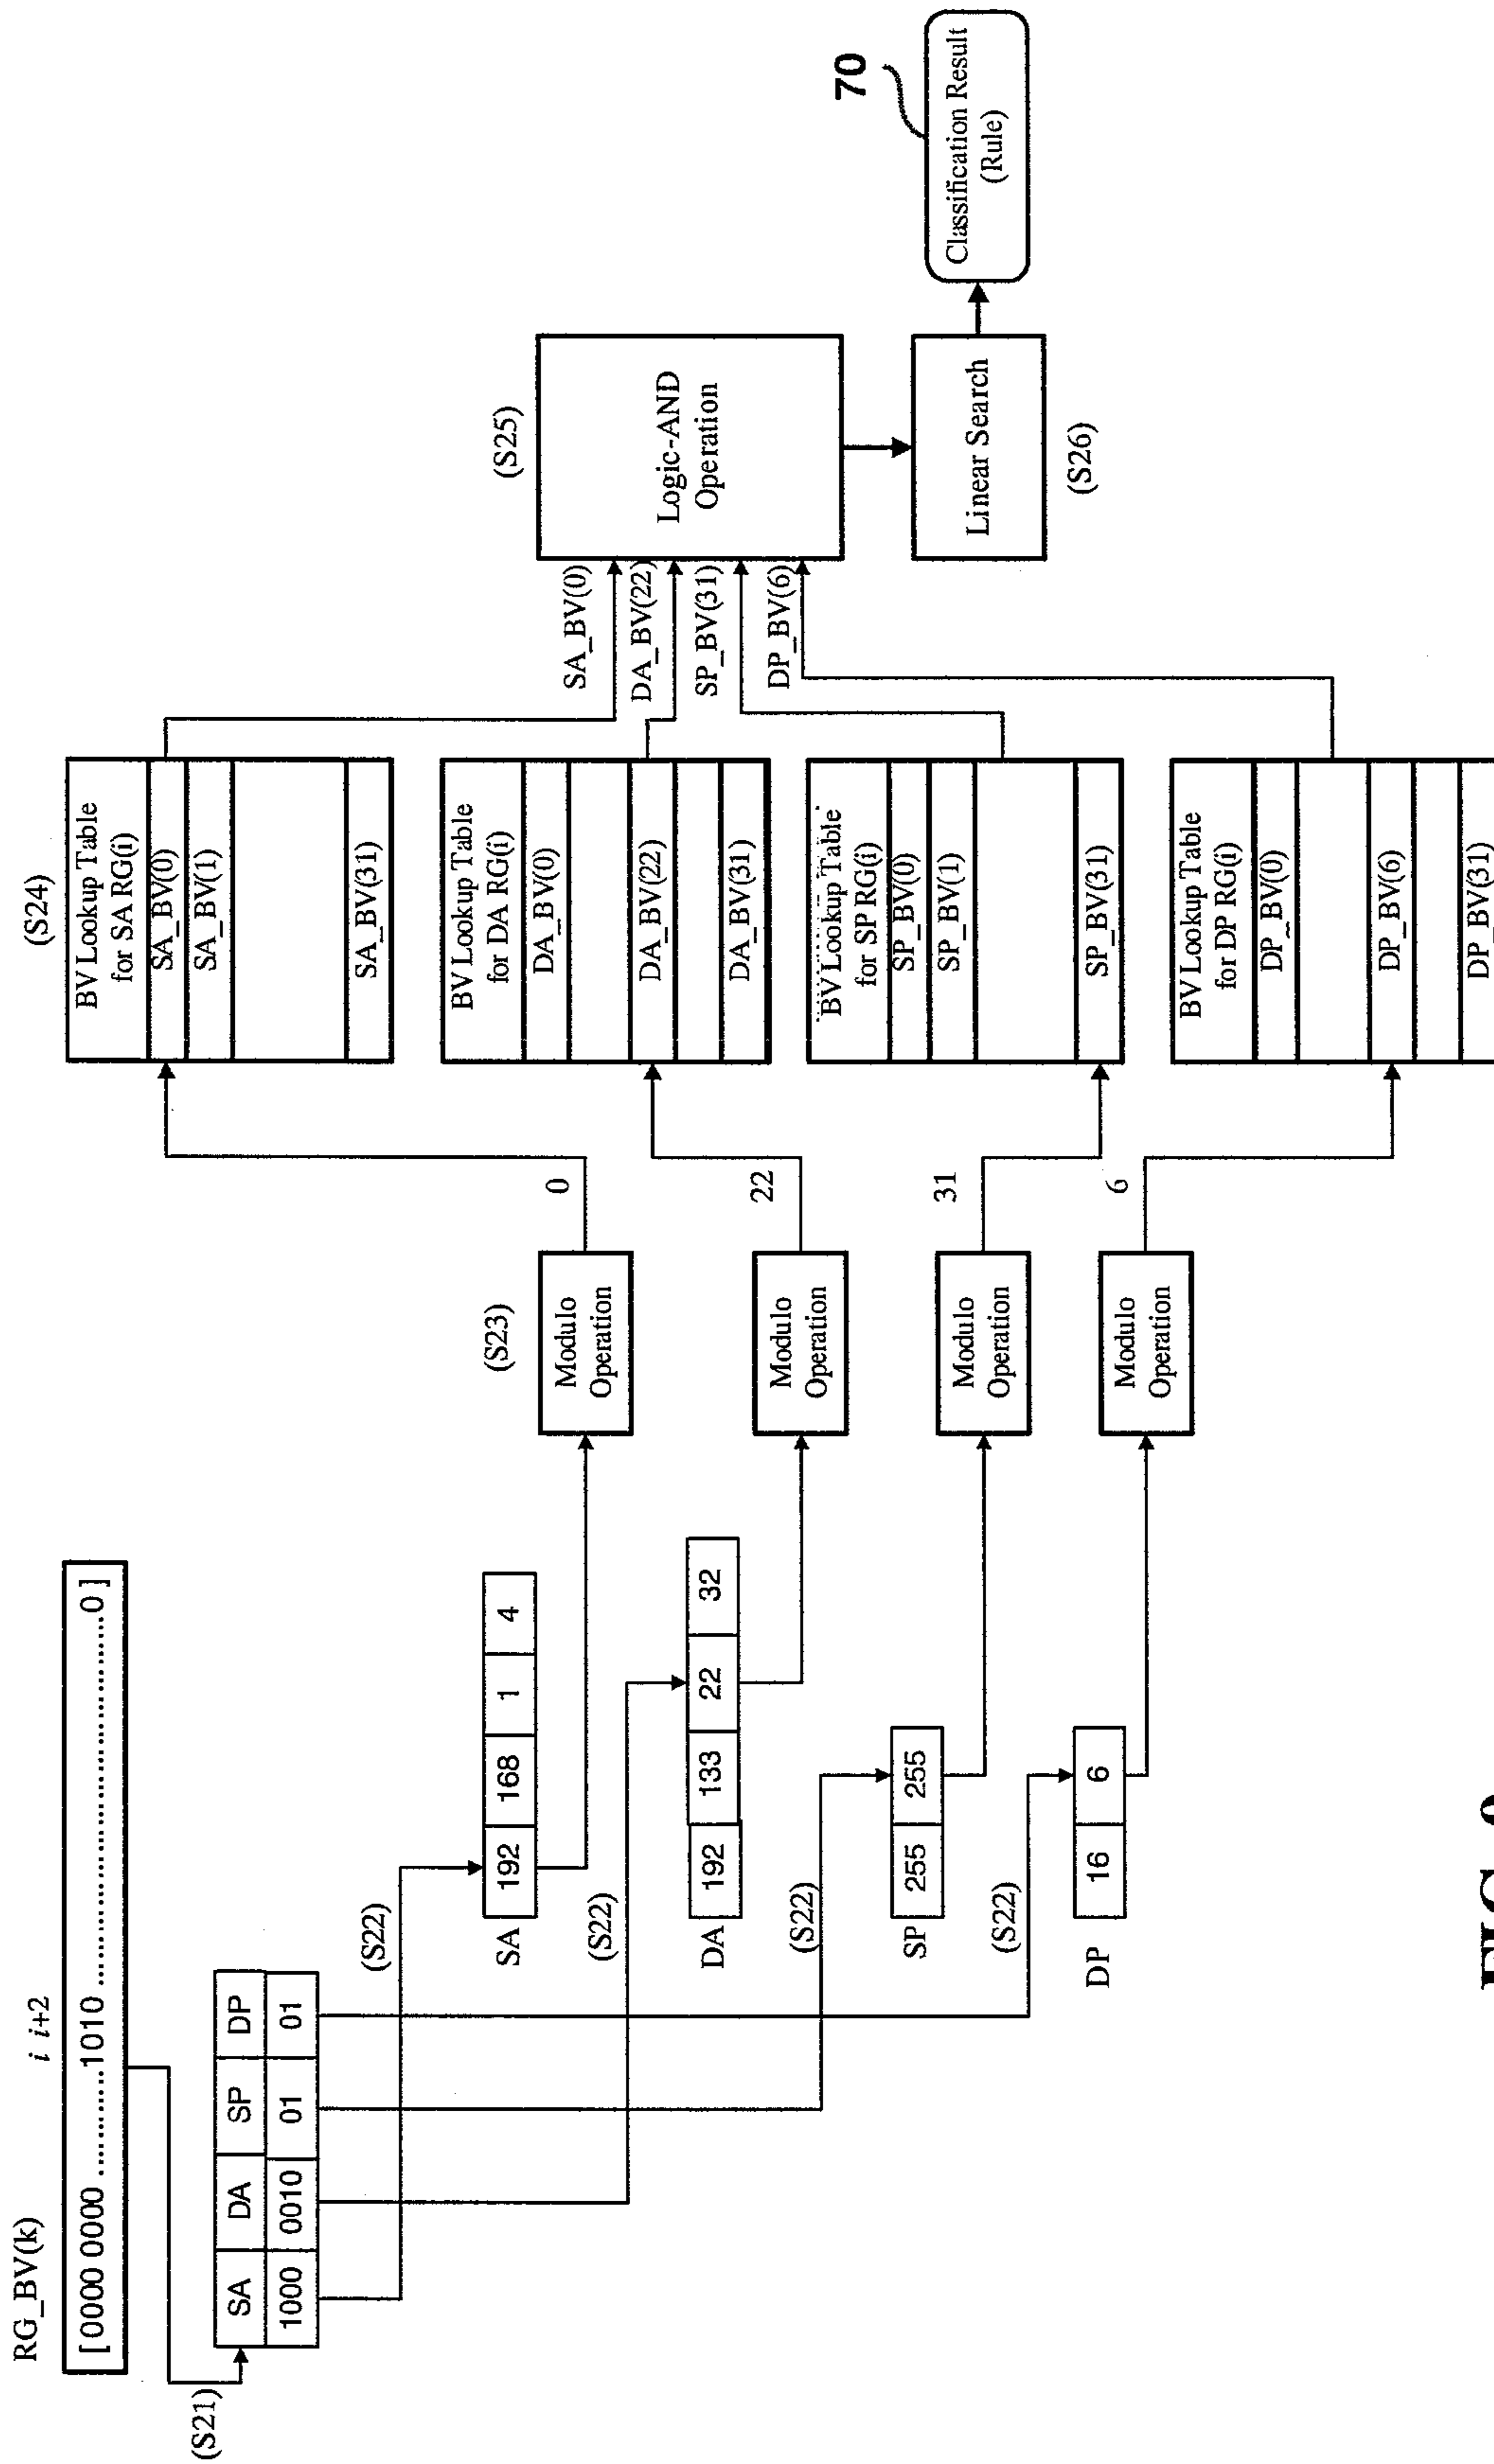 RG_BV(k)
i i+2
[0000 0000 ............1010 ..........................................0]
(S21)
SA DA SP DP
1000 0010 01 01
(S22)
SA 192 168 1 4
(S22)
DA 192 133 22 32
(S22)
SP 255 255
(S22)
DP 16 6
(S23)
Modulo
Operation
0
Modulo
Operation
22
Modulo
Operation
31
Modulo
Operation
6
(S24)
BV Lookup Table
for SA RG(i)
SA_BV(0)
SA_BV(1)
SA_BV(31)
BV Lookup Table
for DA RG(i)
DA_BV(0)
DA_BV(22)
DA_BV(31)
BV Lookup Table
for SP RG(i)
SP_BV(0)
SP_BV(1)
SP_BV(31)
BV Lookup Table
for DP RG(i)
DP_BV(0)
DP_BV(6)
DP_BV(31)
SA_BV(0)
DA_BV(22)
SP_BV(31)
DP_BV(6)
(S25)
Logic-AND
Operation
Linear Search
(S26)
70
Classification Result
(Rule)